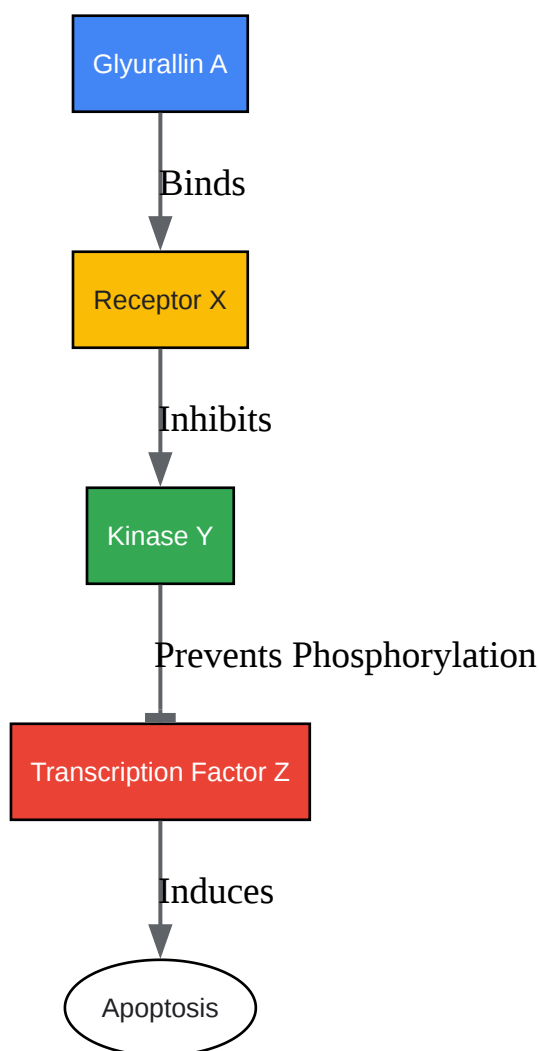 Glyurallin A
Binds
Receptor X
Inhibits
Kinase Y
Prevents Phosphorylation
Transcription Factor Z
Induces
Apoptosis